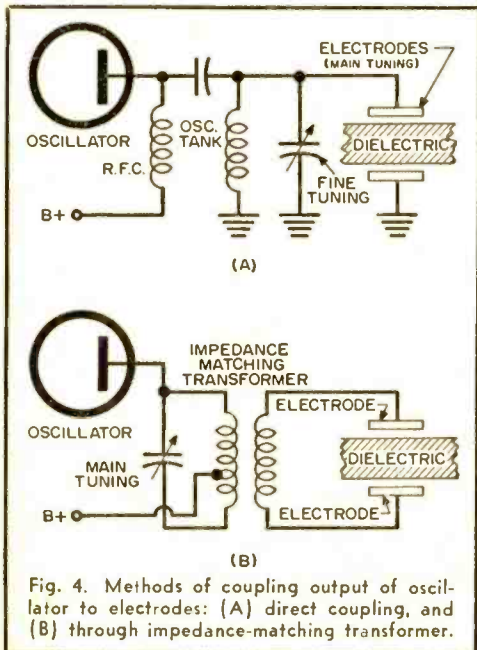 ELECTRODES
(MAIN TUNING)
OSCILLATOR
OSC.
TANK
R.F.C.
DIELECTRIC
FINE
TUNING
B+
(A)
IMPEDANCE
MATCHING
TRANSFORMER
ELECTRODE
OSCILLATOR
DIELECTRIC
MAIN
TUNING
B+
ELECTRODE
(B)
Fig. 4. Methods of coupling output of oscil-
lator to electrodes: (A) direct coupling, and
(B) through impedance-matching transformer.